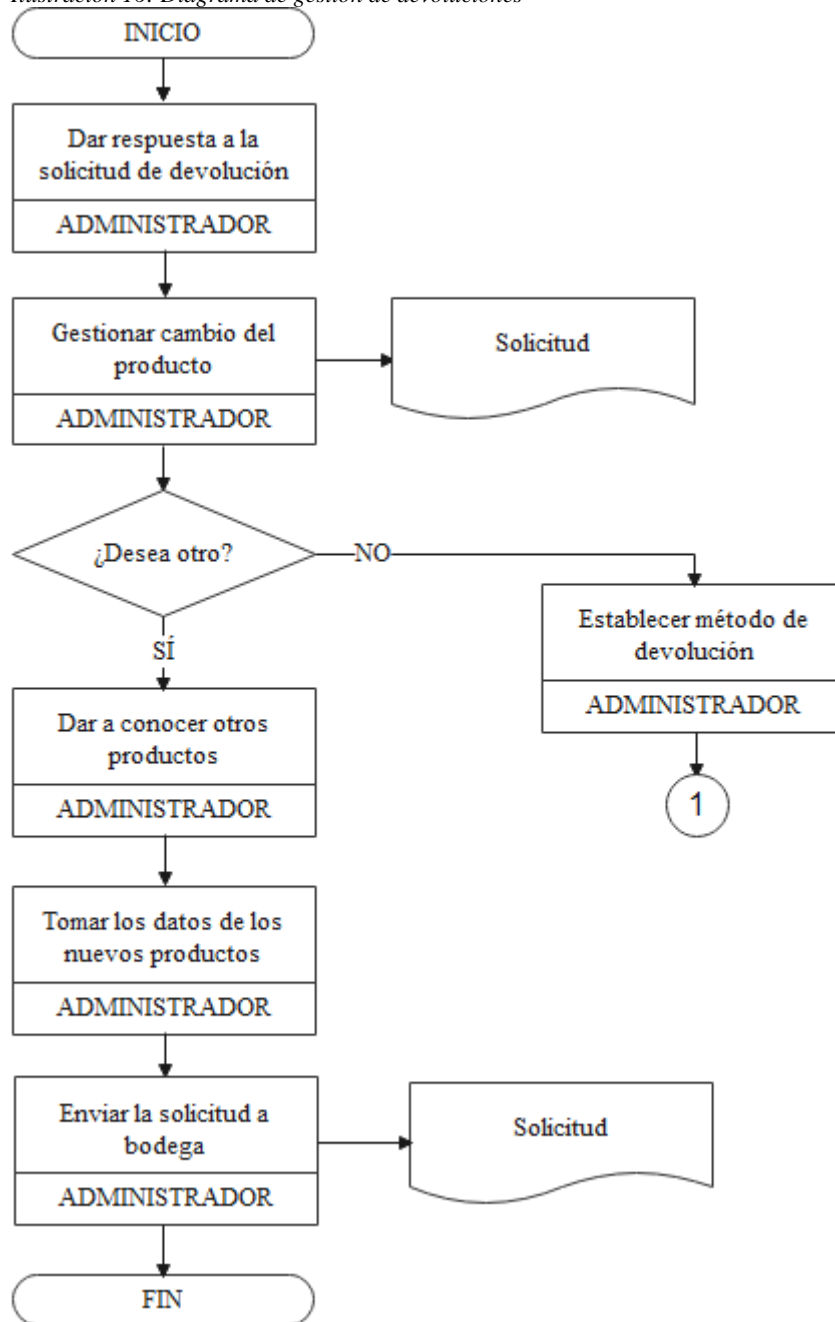 Ilustración 18. Diagrama de gestión de devoluciones
INICIO
Dar respuesta a la
solicitud de devolución
ADMINISTRADOR
Gestionar cambio del
producto
ADMINISTRADOR
Solicitud
¿Desea otro?
NO
SÍ
Establecer método de
devolución
ADMINISTRADOR
1
Dar a conocer otros
productos
ADMINISTRADOR
Tomar los datos de los
nuevos productos
ADMINISTRADOR
Enviar la solicitud a
bodega
ADMINISTRADOR
Solicitud
FIN